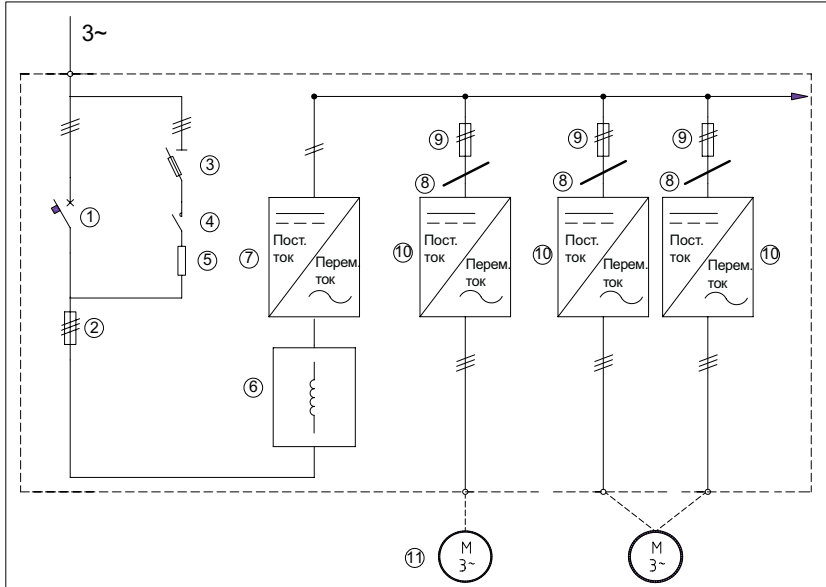 3~
①
②
③
④
⑤
⑥
⑦
Пост.
ток
Перем.
ток
⑨
⑧
⑩
Пост.
ток
Перем.
ток
⑨
⑧
⑩
Пост.
ток
Перем.
ток
⑨
⑧
⑩
Пост.
ток
Перем.
ток
⑪
M
3~
M
3~